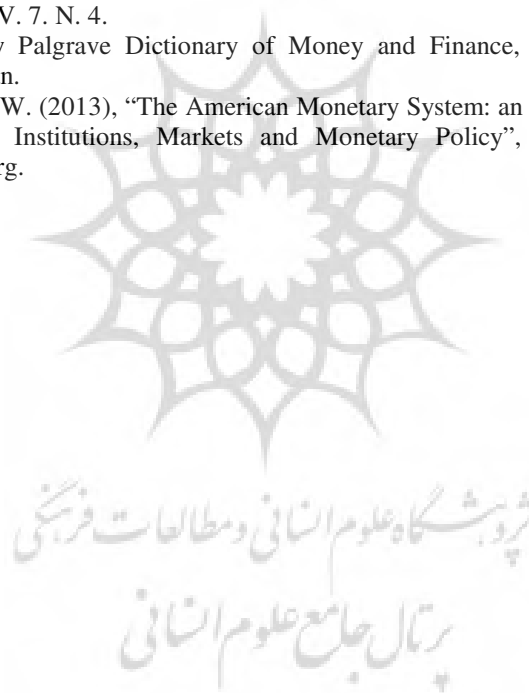 V. 7. N. 4.
Palgrave Dictionary of Money and Finance,
n.
W. (2013), “The American Monetary System: an
Institutions, Markets and Monetary Policy”,
rg.
پژوهشگاه علوم انسانی و مطالعات فرهنگی
پرتال جامع علوم انسانی